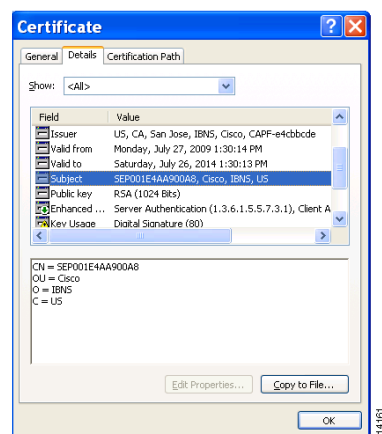 Certificate
General Details Certification Path
Show: <All>
Field Value
Issuer US, CA, San Jose, IBNS, Cisco, CAPF-e4cbbcde
Valid from Monday, July 27, 2009 1:30:14 PM
Valid to Saturday, July 26, 2014 1:30:13 PM
Subject SEP001E4AA900A8, Cisco, IBNS, US
Public key RSA (1024 Bits)
Enhanced ... Server Authentication (1.3.6.1.5.5.7.3.1), Client A
Key Usage Digital Signature (80)
CN = SEP001E4AA900A8
OU = Cisco
O = IBNS
C = US
Edit Properties... Copy to File...
OK